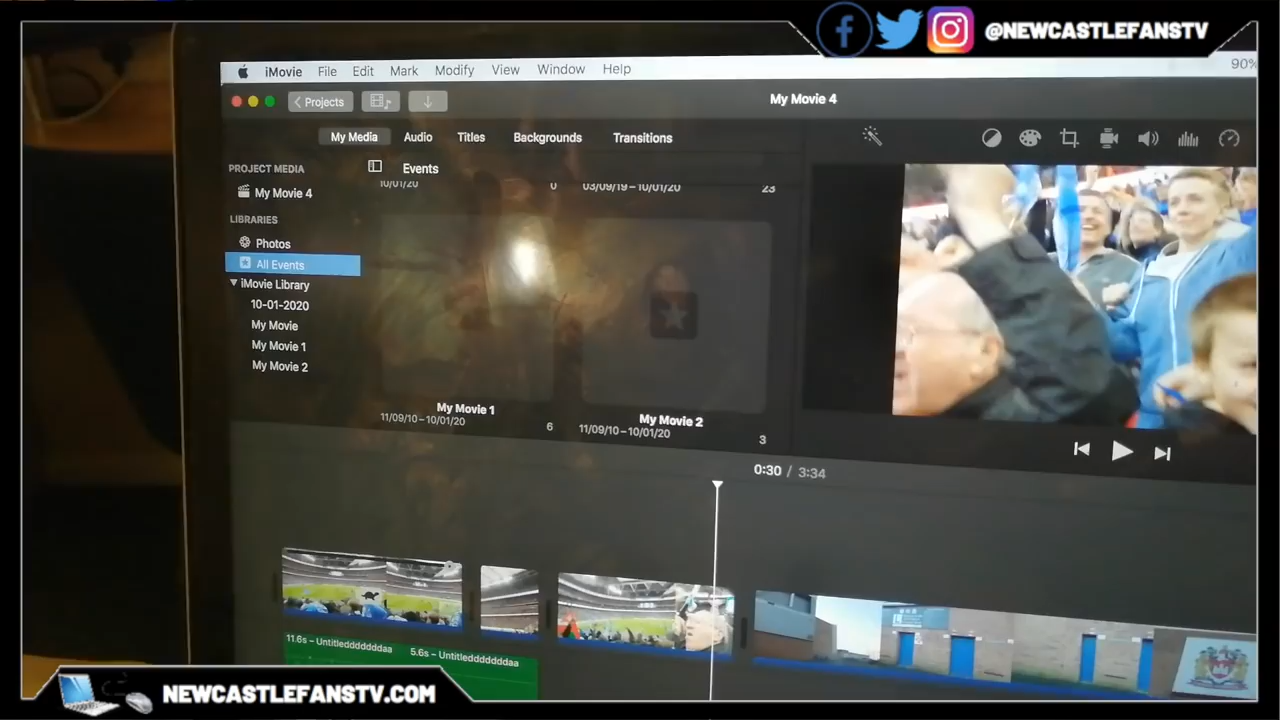 @NEWCASTLEFANSTV
90%
iMovie File Edit Mark Modify View Window Help
Projects
My Movie 4
My Media Audio Titles Backgrounds Transitions
PROJECT MEDIA
Events
My Movie 4
10/01/20 0 03/09/19 – 10/01/20 23
LIBRARIES
Photos
All Events
iMovie Library
10-01-2020
My Movie
My Movie 1
My Movie 2
My Movie 1
11/09/10 – 10/01/20 6
My Movie 2
11/09/10 – 10/01/20 3
0:30 / 3:34
11.6s – Untitledddddddaa 5.6s – Untitledddddddaa
NEWCASTLEFANSTV.COM